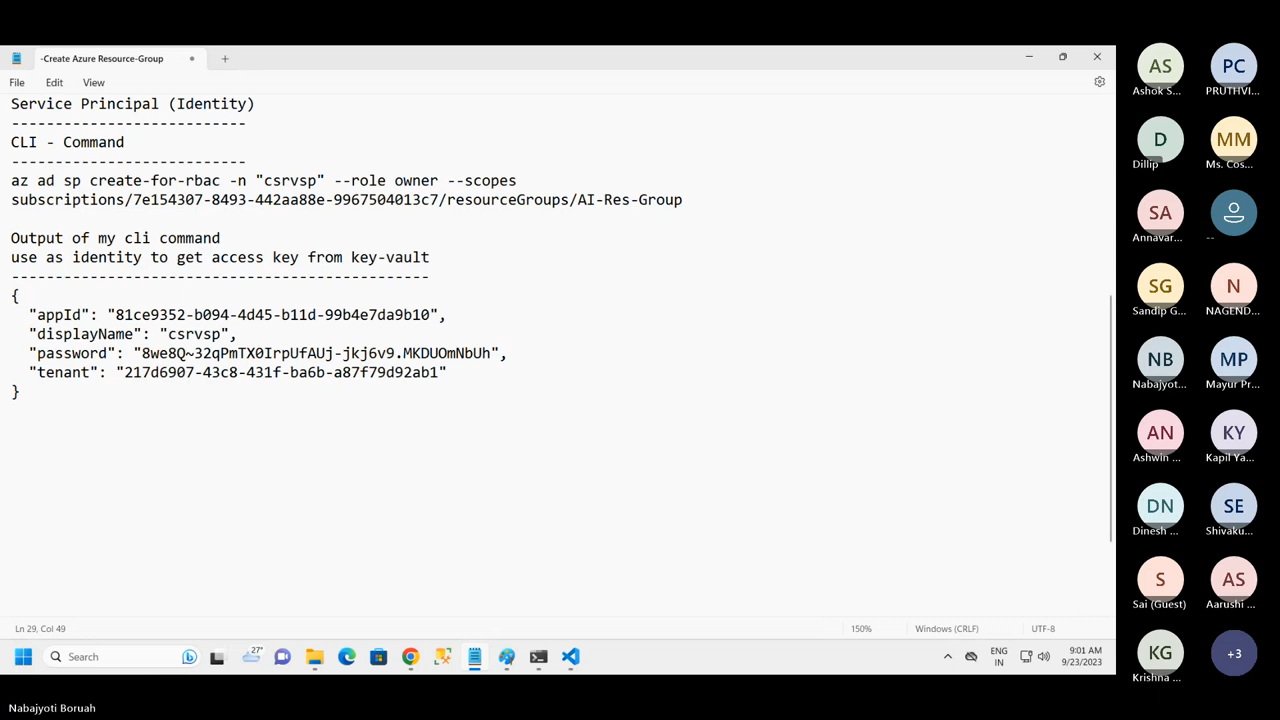 -Create Azure Resource-Group
File Edit View
Service Principal (Identity)
---------------------------
CLI - Command
---------------------------
az ad sp create-for-rbac -n "csrvsp" --role owner --scopes
subscriptions/7e154307-8493-442aa88e-9967504013c7/resourceGroups/AI-Res-Group
Output of my cli command
use as identity to get access key from key-vault
------------------------------------------------
{
"appId": "81ce9352-b094-4d45-b11d-99b4e7da9b10",
"displayName": "csrvsp",
"password": "8we8Q~32qPmTX0IrpUfAUj-jkj6v9.MKDUOmNbUh",
"tenant": "217d6907-43c8-431f-ba6b-a87f79d92ab1"
}
Ln 29, Col 49
150%
Windows (CRLF)
UTF-8
Search
27°
ENG
IN
9:01 AM
9/23/2023
AS
Ashok S...
PC
PRUTHVI...
D
Dillip
MM
Ms. Cos...
SA
Annavar...
--
SG
Sandip G...
N
NAGEND...
NB
Nabajyot...
MP
Mayur Pr...
AN
Ashwin ...
KY
Kapil Ya...
DN
Dinesh ...
SE
Shivaku...
S
Sai (Guest)
AS
Aarushi ...
KG
Krishna ...
+3
Nabajyoti Boruah